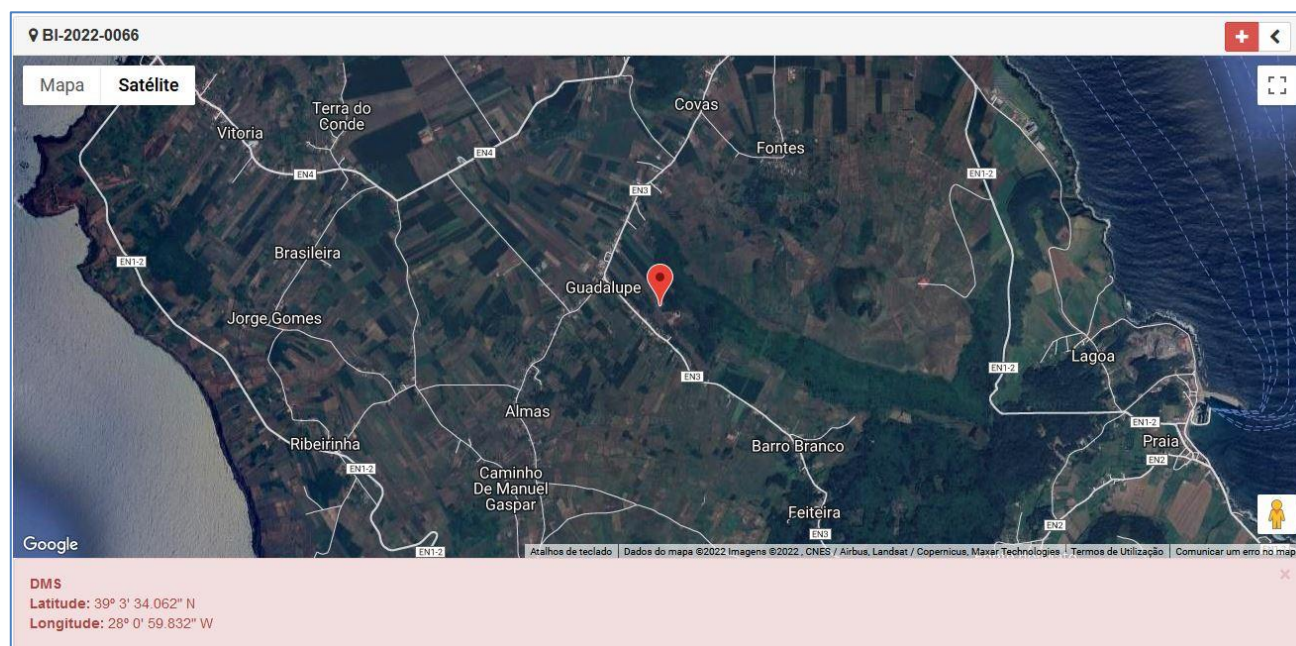 BI-2022-0066
Mapa
Satélite
Terra do
Conde
Covas
Vitoria
Fontes
EN4
EN4
EN3
EN1-2
Brasileira
EN1-2
Guadalupe
Jorge Gomes
Lagoa
EN3
EN1-2
Almas
Ribeirinha
Barro Branco
EN1-2
Praia
EN1-2
EN2
Caminho
De Manuel
Gaspar
Feiteira
EN2
EN3
EN1-2
Google
Atalhos de teclado
Dados do mapa ©2022 Imagens ©2022 , CNES / Airbus, Landsat / Copernicus, Maxar Technologies
Termos de Utilização
Comunicar um erro no mapa
DMS
Latitude: 39º 3' 34.062" N
Longitude: 28º 0' 59.832" W